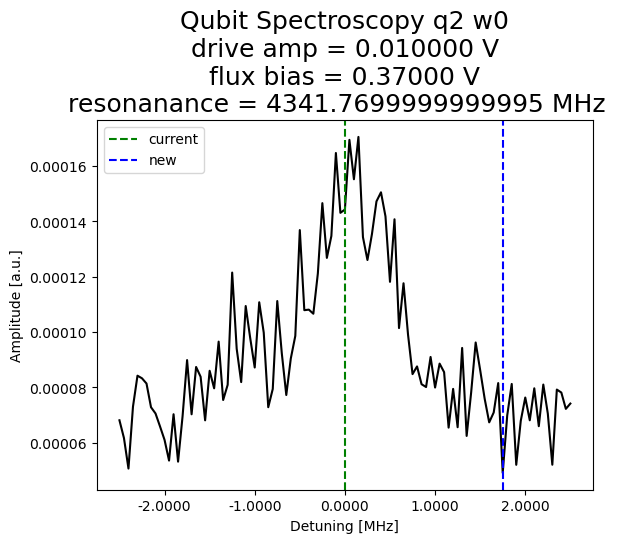 Qubit Spectroscopy q2 w0
drive amp = 0.010000 V
flux bias = 0.37000 V
resonanance = 4341.7699999999995 MHz
current
new
0.00016
0.00014
0.00012
0.00010
0.00008
0.00006
Amplitude [a.u.]
-2.0000 -1.0000 0.0000 1.0000 2.0000
Detuning [MHz]